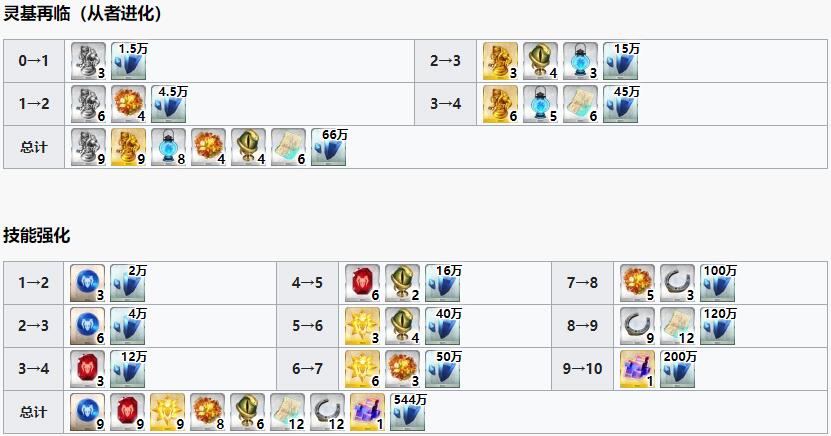 灵基再临（从者进化）
0→1 3 1.5万 2→3 3 4 3 15万
1→2 6 4 4.5万 3→4 6 5 6 45万
总计 9 9 8 4 4 6 66万
技能强化
1→2 3 2万 4→5 6 2 16万 7→8 5 3 100万
2→3 6 4万 5→6 3 4 40万 8→9 9 12 120万
3→4 3 12万 6→7 6 3 50万 9→10 1 200万
总计 9 9 9 8 6 12 12 1 544万